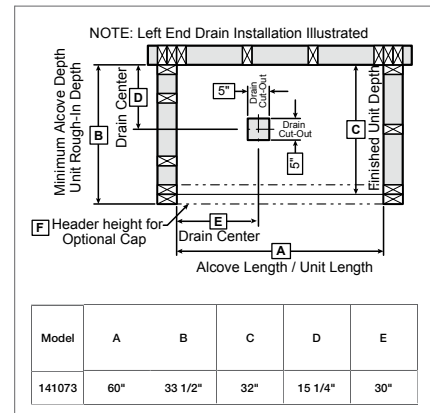 NOTE: Left End Drain Installation Illustrated
Minimum Alcove Depth
Unit Rough-In Depth
B
Drain Center
D
5"
Drain
Cut-Out
Drain
Cut-Out
5"
C
Finished Unit Depth
F Header height for
Optional Cap
E
Drain Center
A
Alcove Length / Unit Length
Model A B C D E
141073 60" 33 1/2" 32" 15 1/4" 30"